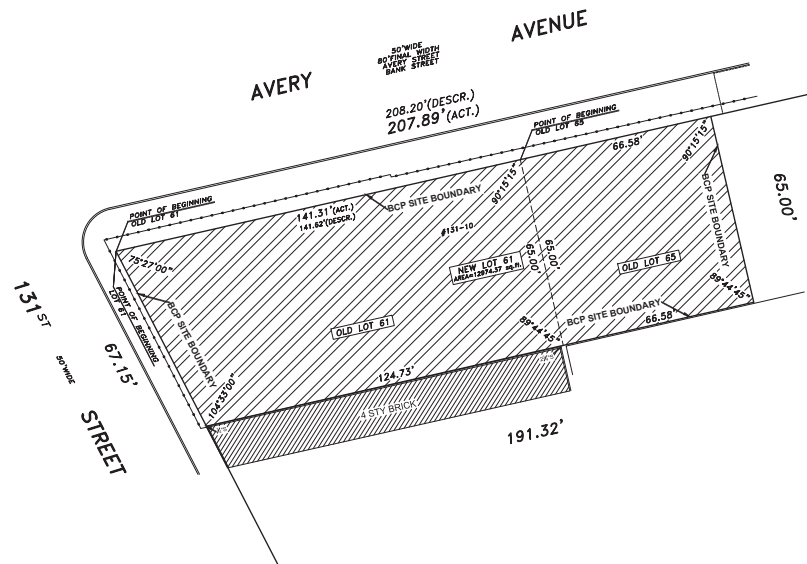 AVERY AVENUE
50'WIDE
80'FINAL WIDTH
AVERY STREET
BANK STREET
208.20'(DESCR.)
207.89'(ACT.)
POINT OF BEGINNING
OLD LOT 65
66.58'
90°15'15"
90°15'15"
BCP SITE BOUNDARY
65.00'
POINT OF BEGINNING
OLD LOT 61
141.31'(ACT.)
141.62'(DESCR.)
BCP SITE BOUNDARY
#131-10
75°27'00"
NEW LOT 61
AREA=12974.37 sq.ft.
65.00'
65.00'
OLD LOT 65
89°44'45"
POINT OF BEGINNING
LOT 61
BCP SITE BOUNDARY
OLD LOT 61
BCP SITE BOUNDARY
66.58'
89°44'45"
131ST STREET
50'WIDE
67.15'
104°33'00"
124.73'
4 STY BRICK
191.32'